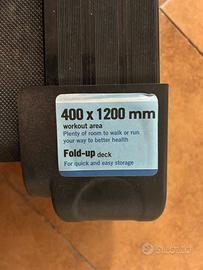 400 x 1200 mm
workout area
Plenty of room to walk or run
your way to better health
Fold-up deck
For quick and easy storage
SUBITO